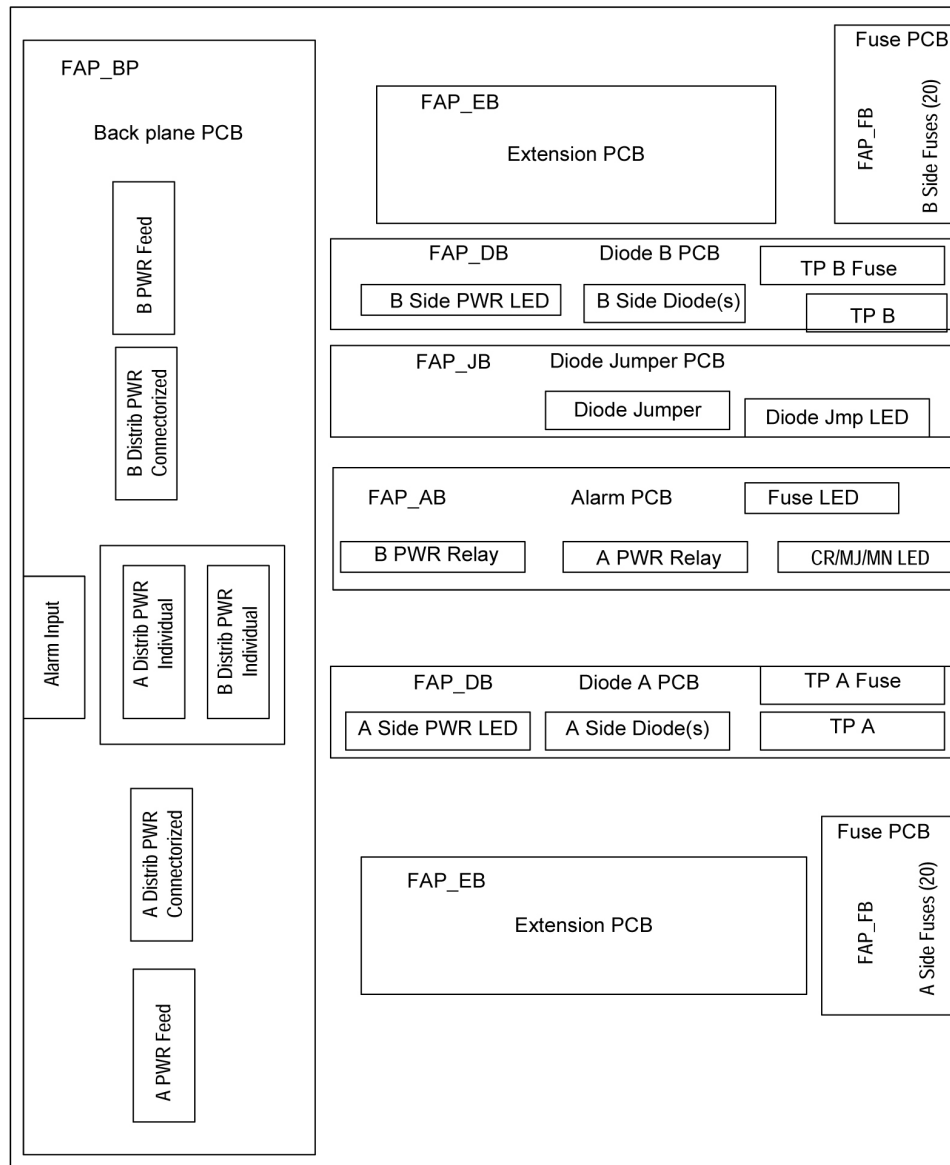 FAP_BP
Back plane PCB
B PWR Feed
B Distrib PWR
Connectorized
Alarm Input
A Distrib PWR
Individual
B Distrib PWR
Individual
A Distrib PWR
Connectorized
A PWR Feed
FAP_EB
Extension PCB
Fuse PCB
FAP_FB
B Side Fuses (20)
FAP_DB
Diode B PCB
TP B Fuse
B Side PWR LED
B Side Diode(s)
TP B
FAP_JB
Diode Jumper PCB
Diode Jumper
Diode Jmp LED
FAP_AB
Alarm PCB
Fuse LED
B PWR Relay
A PWR Relay
CR/MJ/MN LED
FAP_DB
Diode A PCB
TP A Fuse
A Side PWR LED
A Side Diode(s)
TP A
FAP_EB
Extension PCB
Fuse PCB
FAP_FB
A Side Fuses (20)